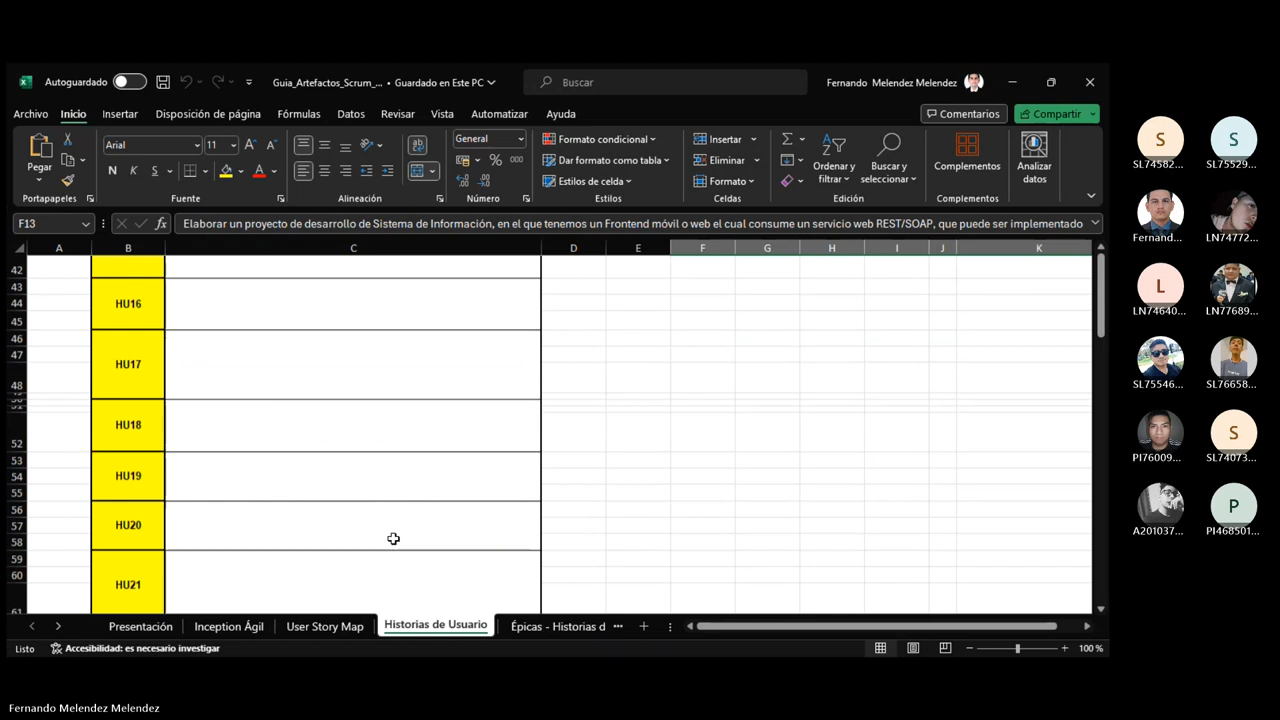 Autoguardado
Guia_Artefactos_Scrum_... • Guardado en Este PC
Buscar
Fernando Melendez Melendez
Archivo Inicio Insertar Disposición de página Fórmulas Datos Revisar Vista Automatizar Ayuda
Comentarios Compartir
Pegar
Portapapeles
Arial 11
N K S
Fuente
ab
Alineación
General
% 000
Número
Formato condicional
Dar formato como tabla
Estilos de celda
Estilos
Insertar
Eliminar
Formato
Celdas
Ordenar y filtrar
Buscar y seleccionar
Edición
Complementos
Complementos
Analizar datos
F13
fx
Elaborar un proyecto de desarrollo de Sistema de Información, en el que tenemos un Frontend móvil o web el cual consume un servicio web REST/SOAP, que puede ser implementado
A B C D E F G H I J K
42
43
44 HU16
45
46
47 HU17
48
HU18
52
53
54 HU19
55
56
57 HU20
58
59
60 HU21
61
Presentación Inception Ágil User Story Map Historias de Usuario Épicas - Historias d ...
Listo Accesibilidad: es necesario investigar
100 %
S S
SL74582... SL75529...
Fernand... LN74772...
L
LN74640... LN77689...
SL75546... SL76658...
S
PI76009... SL74073...
P
A201037... PI468501...
Fernando Melendez Melendez